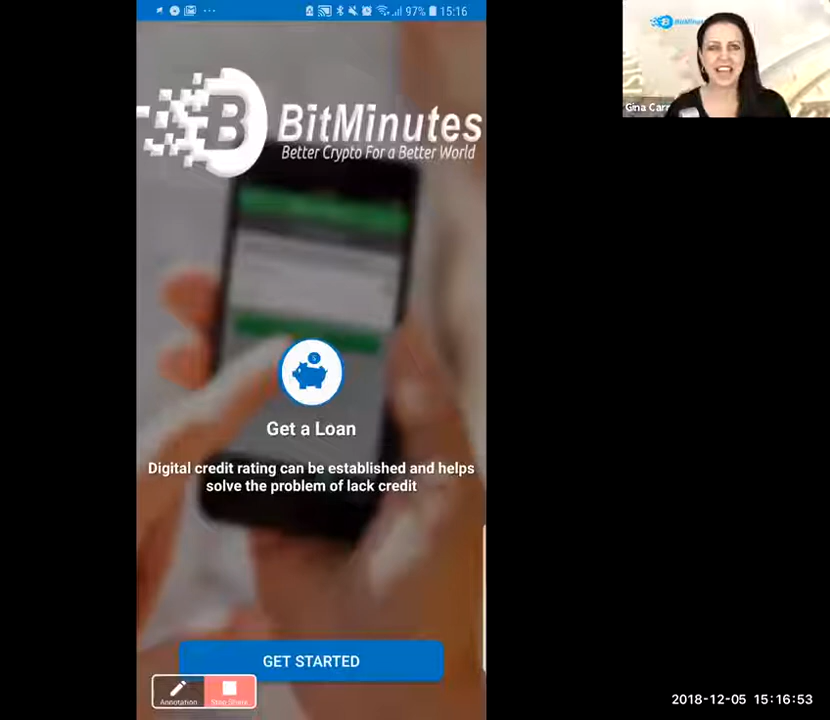 97% 15:16
BitMinutes
Better Crypto For a Better World
Get a Loan
Digital credit rating can be established and helps
solve the problem of lack credit
GET STARTED
Annotation Stop Share
BitMinutes
Gina Carr
2018-12-05 15:16:53